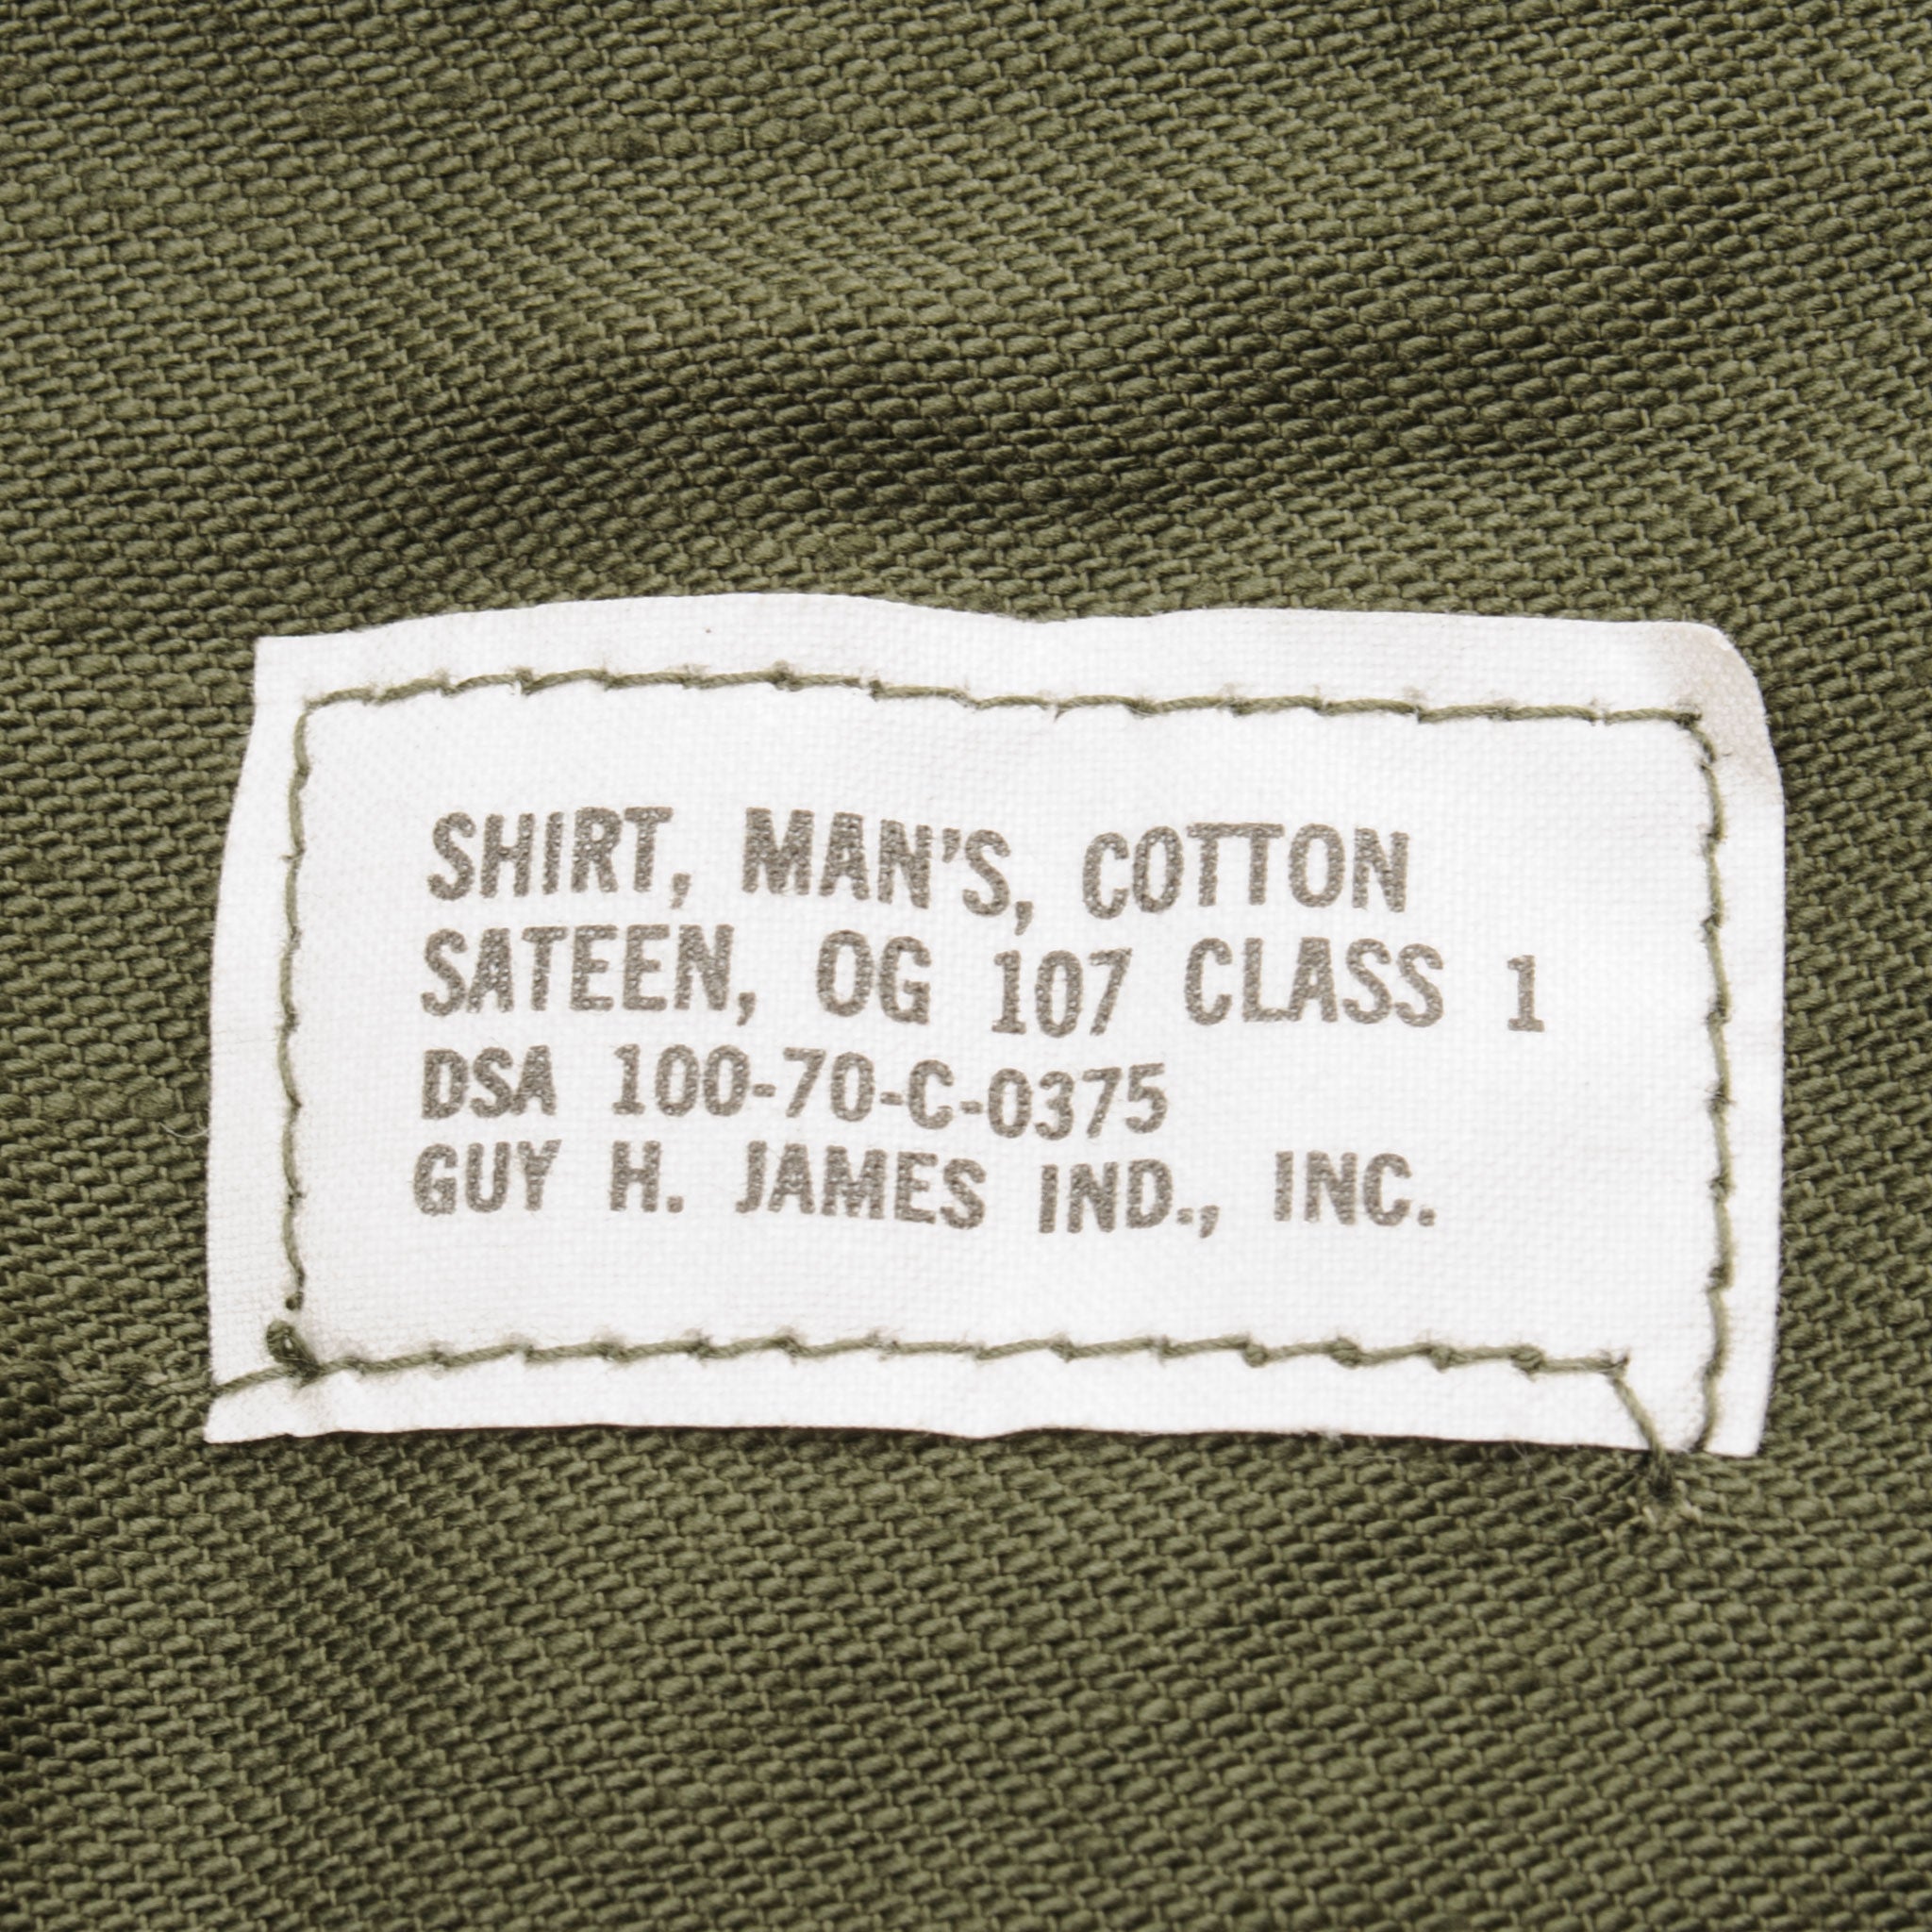 SHIRT, MAN'S, COTTON
SATEEN, OG 107 CLASS 1
DSA 100-70-C-0375
GUY H. JAMES IND., INC.